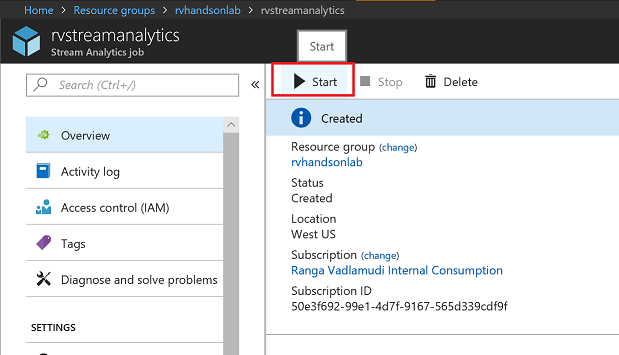 Home > Resource groups > rvhandsonlab > rvstreamanalytics
rvstreamanalytics
Stream Analytics job
Start
Search (Ctrl+/)
«
Start
Stop
Delete
Overview
Activity log
Access control (IAM)
Tags
Diagnose and solve problems
SETTINGS
Created
Resource group (change)
rvhandsonlab
Status
Created
Location
West US
Subscription (change)
Ranga Vadlamudi Internal Consumption
Subscription ID
50e3f692-99e1-4d7f-9167-565d339cdf9f